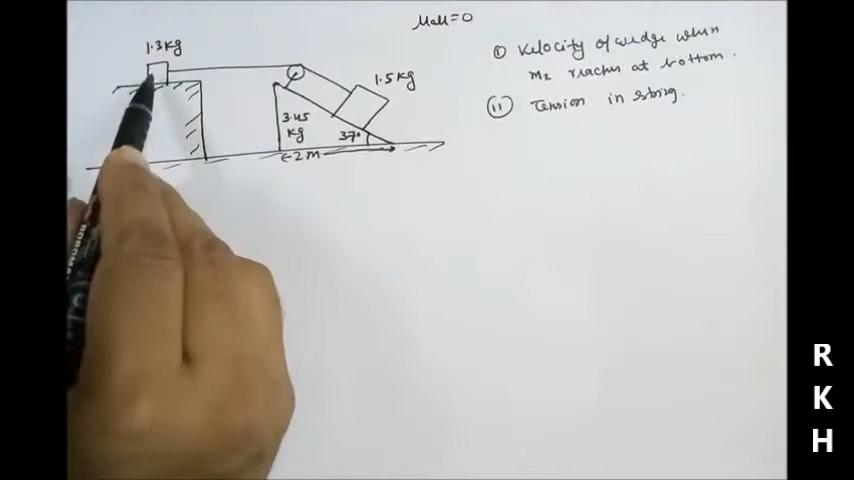 μall=0
1.3kg
① Velocity of wedge when
m₂ reaches at bottom.
1.5kg
(ii) Tension in string.
3.45
kg
37°
2m
R
K
H